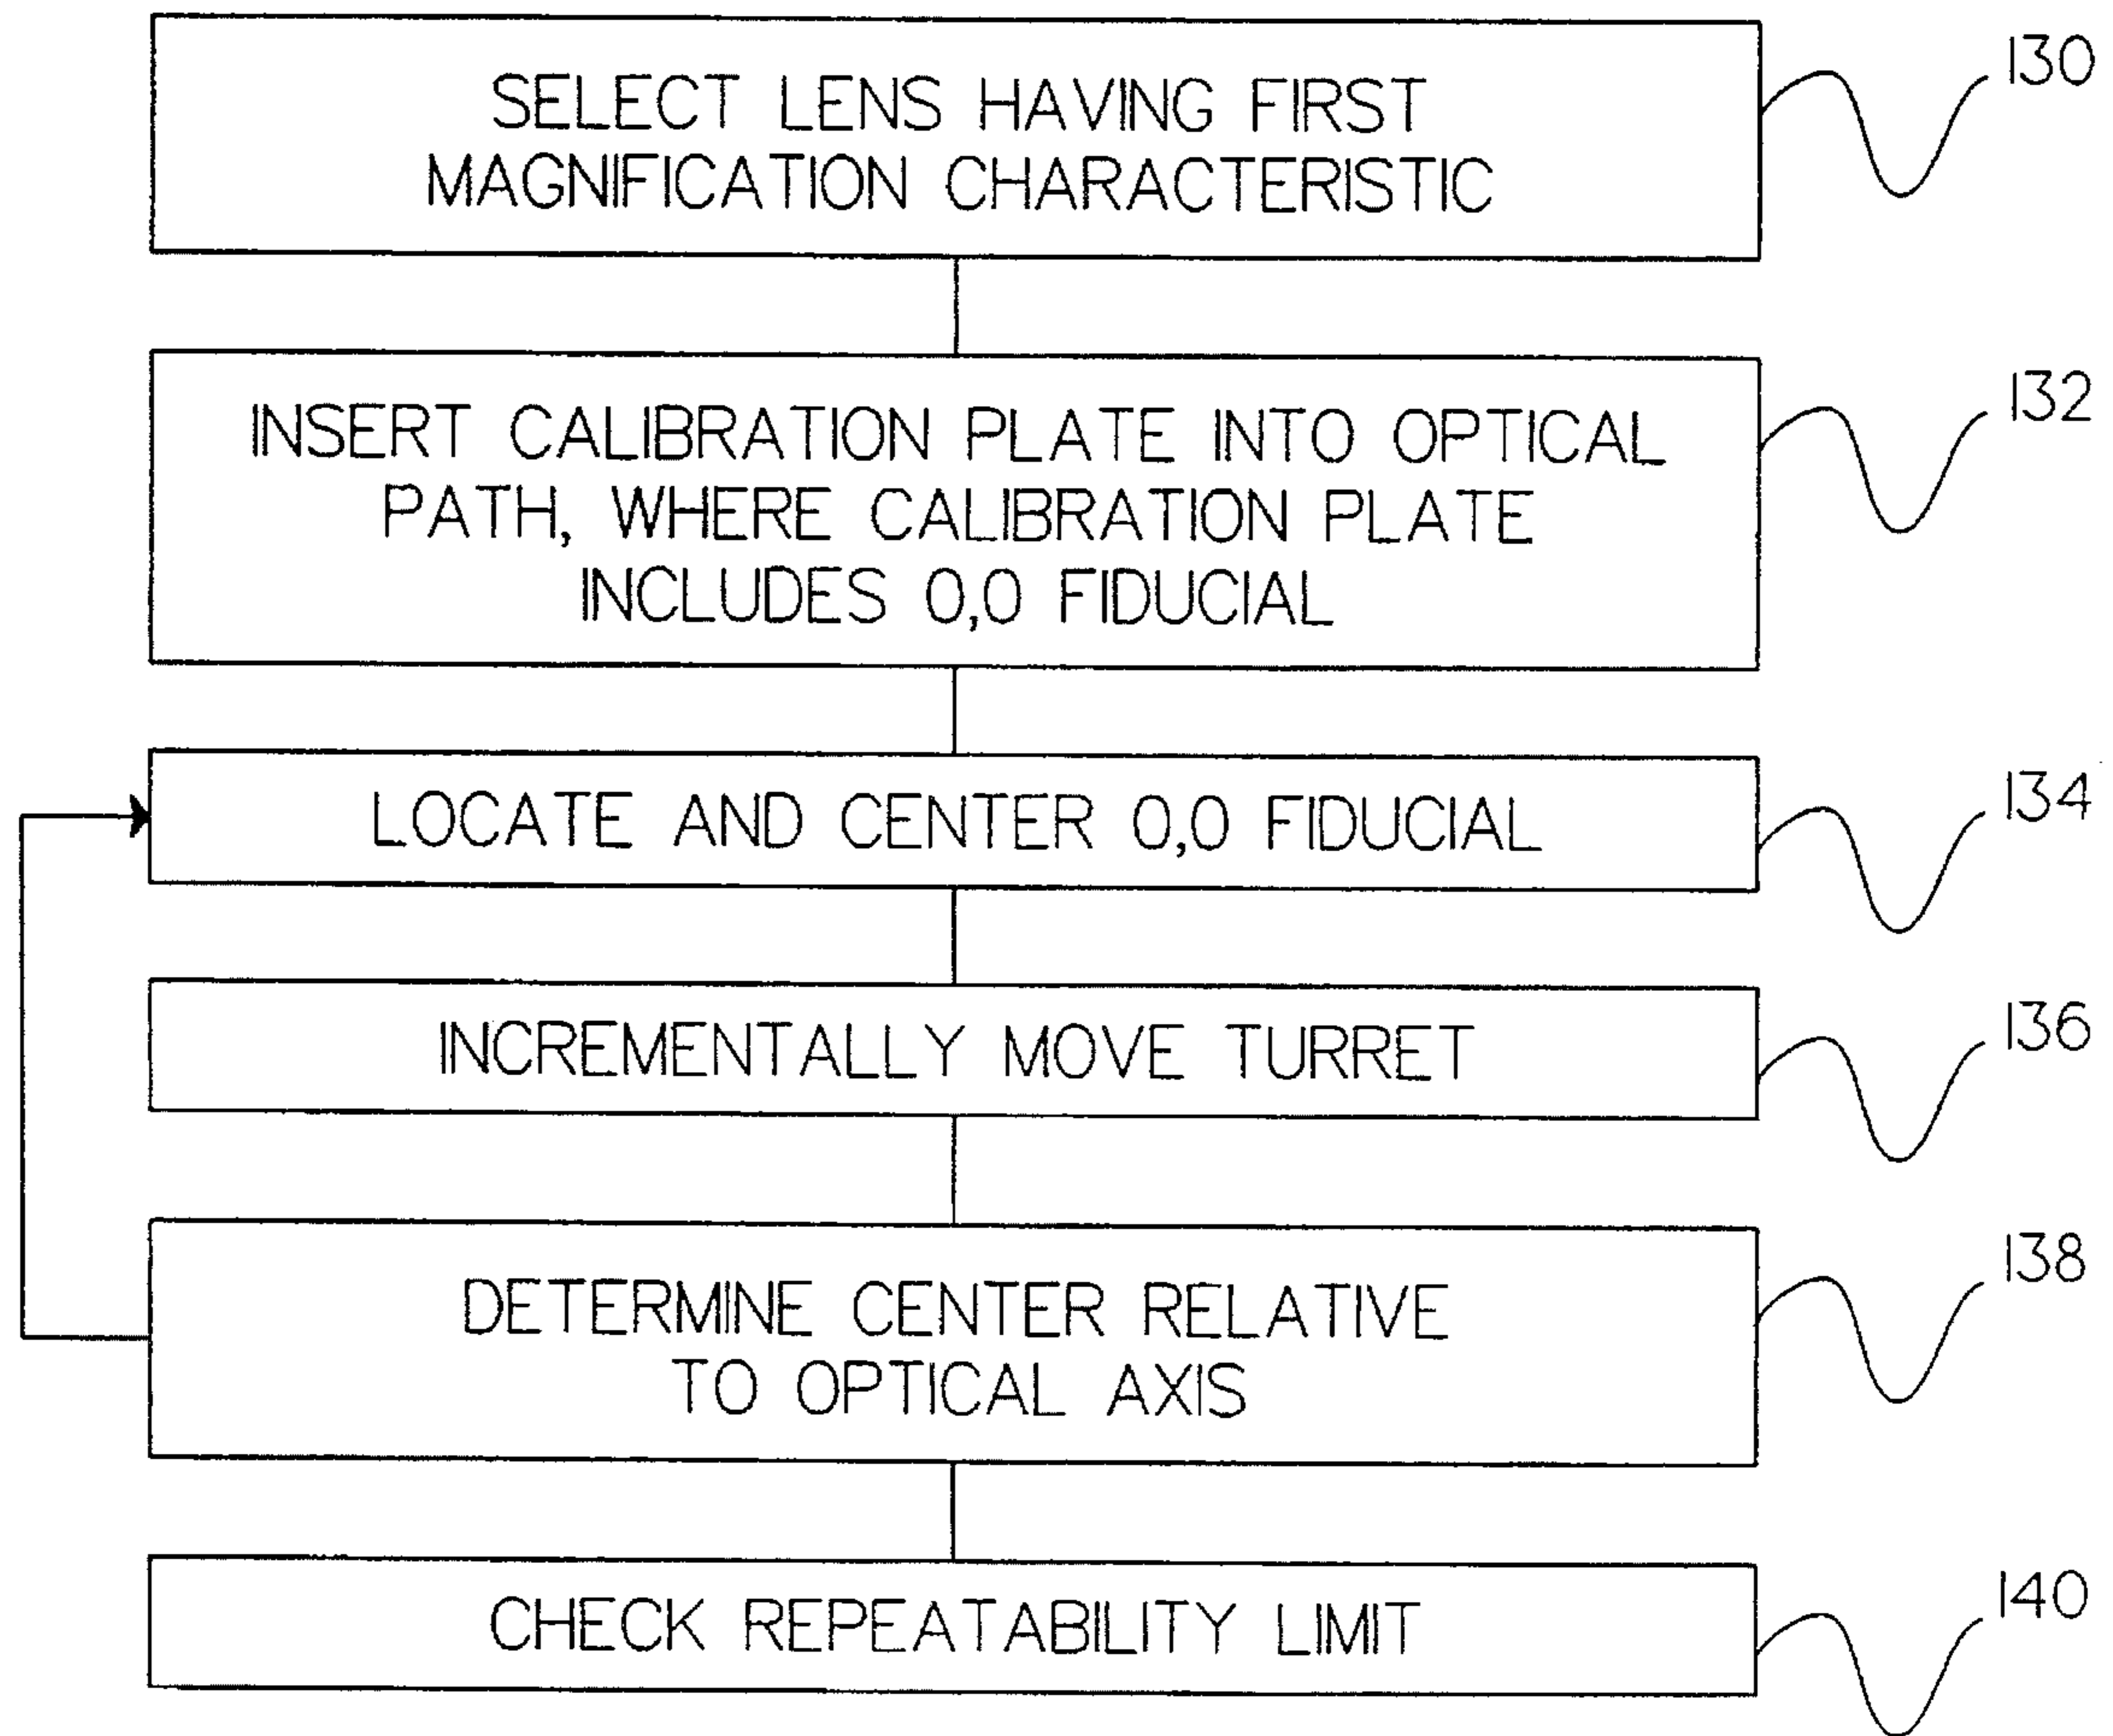 SELECT LENS HAVING FIRST
MAGNIFICATION CHARACTERISTIC
130
INSERT CALIBRATION PLATE INTO OPTICAL
PATH, WHERE CALIBRATION PLATE
INCLUDES 0,0 FIDUCIAL
132
LOCATE AND CENTER 0,0 FIDUCIAL
134
INCREMENTALLY MOVE TURRET
136
DETERMINE CENTER RELATIVE
TO OPTICAL AXIS
138
CHECK REPEATABILITY LIMIT
140